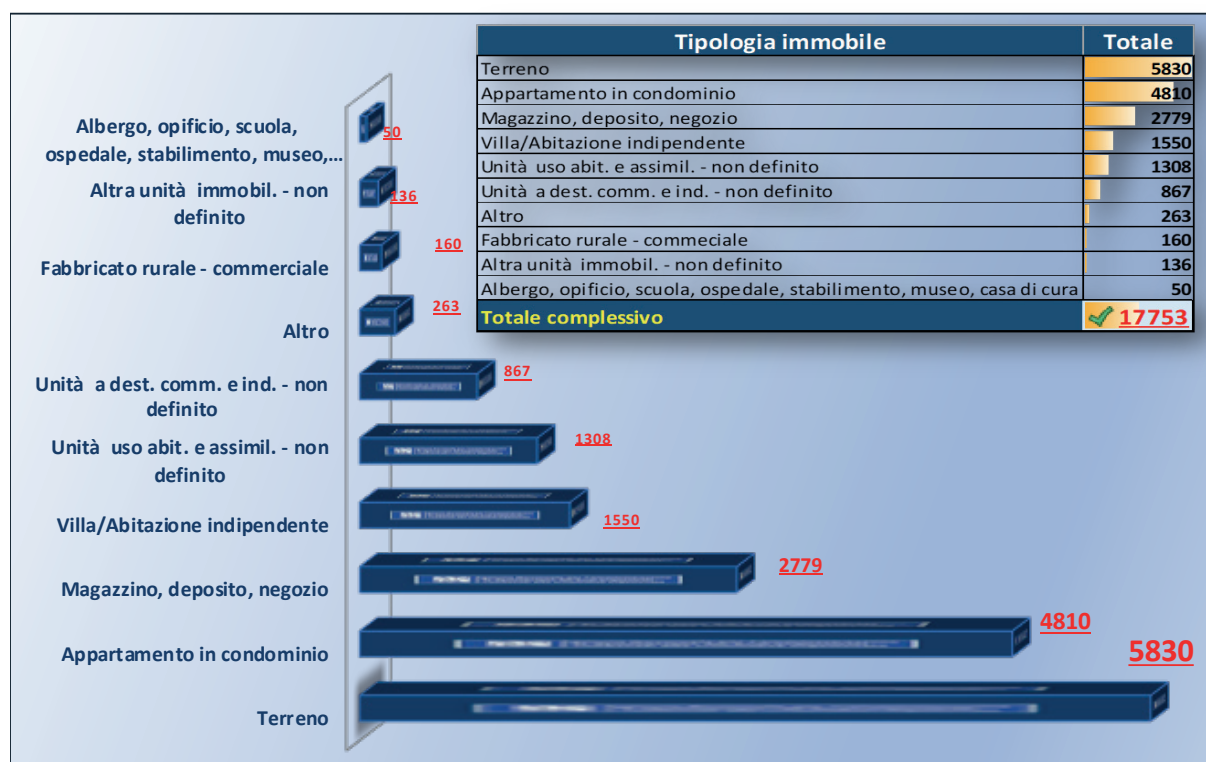 Tipologia immobile Totale
Terreno 5830
Appartamento in condominio 4810
Magazzino, deposito, negozio 2779
Villa/Abitazione indipendente 1550
Unità uso abit. e assimil. - non definito 1308
Unità a dest. comm. e ind. - non definito 867
Altro 263
Fabbricato rurale - commeciale 160
Altra unità immobil. - non definito 136
Albergo, opificio, scuola, ospedale, stabilimento, museo, casa di cura 50
Totale complessivo 17753
Albergo, opificio, scuola,
ospedale, stabilimento, museo,...
50
Altra unità immobil. - non
definito
136
Fabbricato rurale - commerciale
160
Altro
263
Unità a dest. comm. e ind. - non
definito
867
Unità uso abit. e assimil. - non
definito
1308
Villa/Abitazione indipendente
1550
Magazzino, deposito, negozio
2779
Appartamento in condominio
4810
Terreno
5830